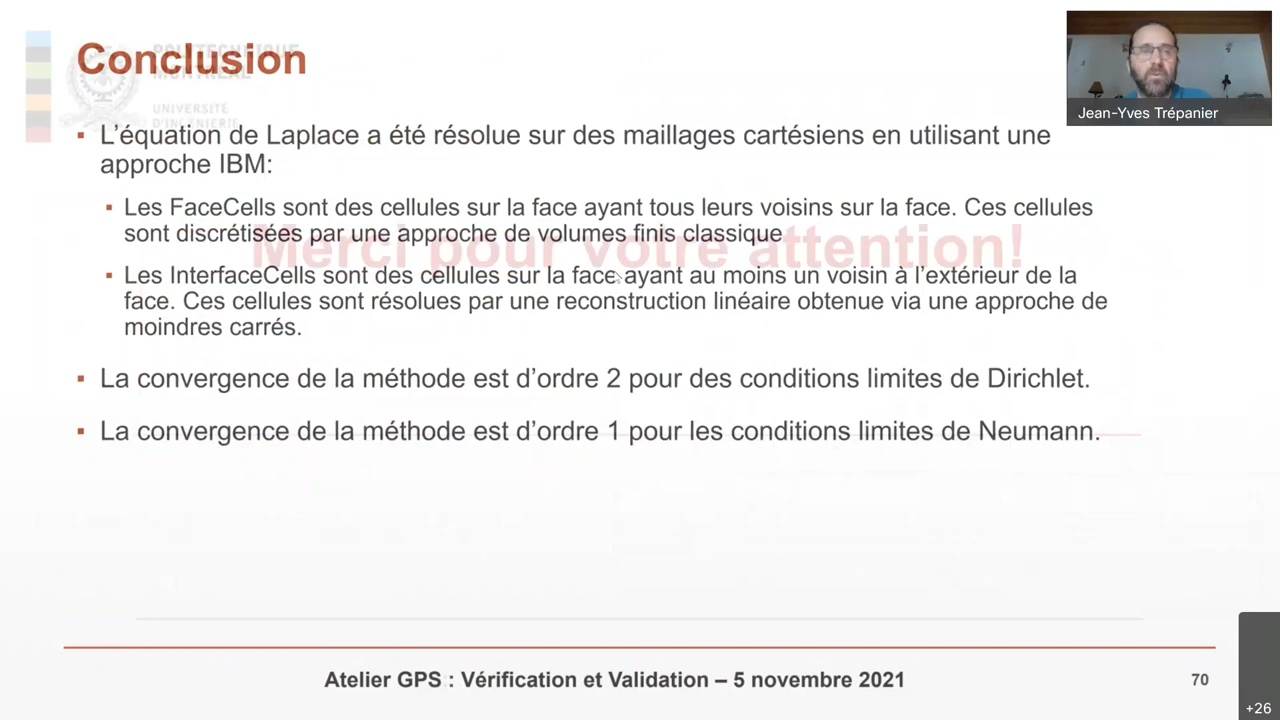 POLYTECHNIQUE
MONTRÉAL
UNIVERSITÉ
D'INGÉNIERIE
Conclusion
Jean-Yves Trépanier
▪ L'équation de Laplace a été résolue sur des maillages cartésiens en utilisant une
approche IBM:
▪ Les FaceCells sont des cellules sur la face ayant tous leurs voisins sur la face. Ces cellules
sont discrétisées par une approche de volumes finis classique
Merci pour votre attention!
▪ Les InterfaceCells sont des cellules sur la face ayant au moins un voisin à l'extérieur de la
face. Ces cellules sont résolues par une reconstruction linéaire obtenue via une approche de
moindres carrés.
▪ La convergence de la méthode est d'ordre 2 pour des conditions limites de Dirichlet.
▪ La convergence de la méthode est d'ordre 1 pour les conditions limites de Neumann.
Atelier GPS : Vérification et Validation – 5 novembre 2021
70
+26